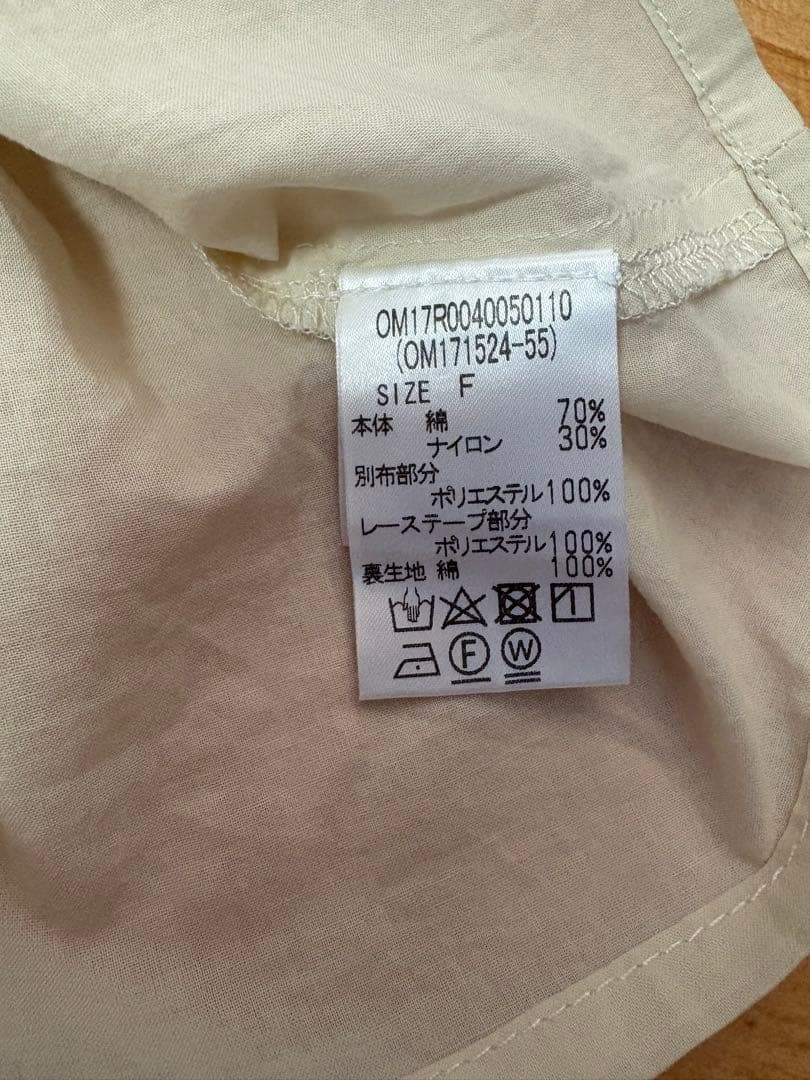 OM17R0040050110
(OM171524-55)
SIZE F
本体 綿 70%
ナイロン 30%
別布部分
ポリエステル100%
レーステープ部分
ポリエステル100%
裏生地 綿 100%
F W